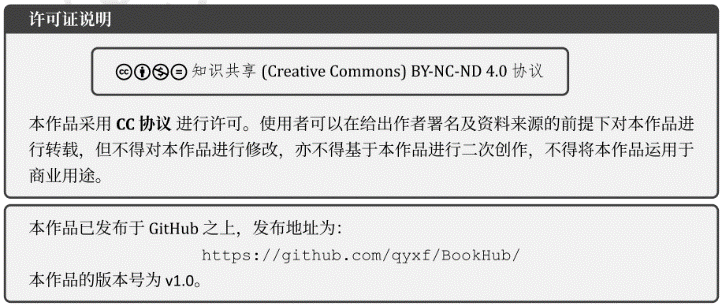 许可证说明
知识共享 (Creative Commons) BY-NC-ND 4.0 协议
本作品采用 CC 协议 进行许可。使用者可以在给出作者署名及资料来源的前提下对本作品进
行转载，但不得对本作品进行修改，亦不得基于本作品进行二次创作，不得将本作品运用于
商业用途。
本作品已发布于 GitHub 之上，发布地址为：
https://github.com/qyxf/BookHub/
本作品的版本号为 v1.0。